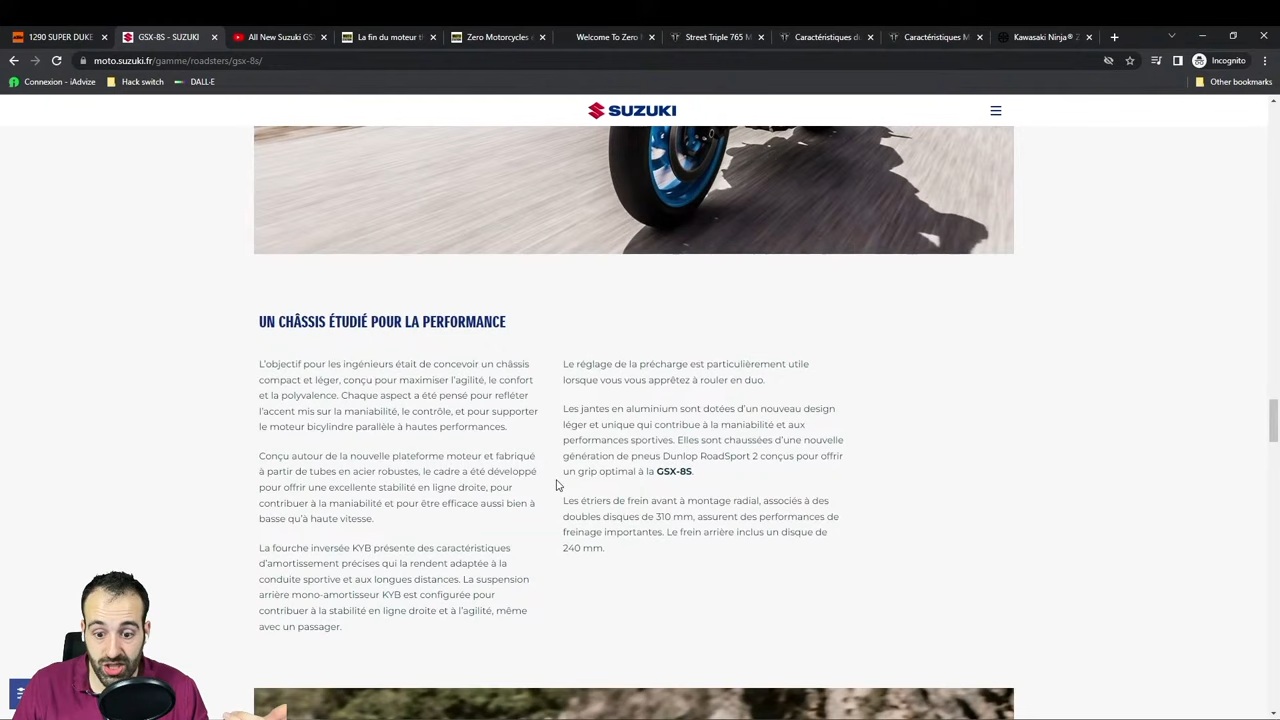 1290 SUPER DUKE
GSX-8S - SUZUKI
All New Suzuki GS
La fin du moteur th
Zero Motorcycles e
Welcome To Zero
Street Triple 765 M
Caractéristiques du
Caractéristiques M
Kawasaki Ninja® Z
moto.suzuki.fr/gamme/roadsters/gsx-8s/
Incognito
Connexion - iAdvize
Hack switch
DALL-E
Other bookmarks
SUZUKI
UN CHÂSSIS ÉTUDIÉ POUR LA PERFORMANCE
L'objectif pour les ingénieurs était de concevoir un châssis
compact et léger, conçu pour maximiser l'agilité, le confort
et la polyvalence. Chaque aspect a été pensé pour refléter
l'accent mis sur la maniabilité, le contrôle, et pour supporter
le moteur bicylindre parallèle à hautes performances.
Conçu autour de la nouvelle plateforme moteur et fabriqué
à partir de tubes en acier robustes, le cadre a été développé
pour offrir une excellente stabilité en ligne droite, pour
contribuer à la maniabilité et pour être efficace aussi bien à
basse qu'à haute vitesse.
La fourche inversée KYB présente des caractéristiques
d'amortissement précises qui la rendent adaptée à la
conduite sportive et aux longues distances. La suspension
arrière mono-amortisseur KYB est configurée pour
contribuer à la stabilité en ligne droite et à l'agilité, même
avec un passager.
Le réglage de la précharge est particulièrement utile
lorsque vous vous apprêtez à rouler en duo.
Les jantes en aluminium sont dotées d'un nouveau design
léger et unique qui contribue à la maniabilité et aux
performances sportives. Elles sont chaussées d'une nouvelle
génération de pneus Dunlop RoadSport 2 conçus pour offrir
un grip optimal à la GSX-8S.
Les étriers de frein avant à montage radial, associés à des
doubles disques de 310 mm, assurent des performances de
freinage importantes. Le frein arrière inclus un disque de
240 mm.